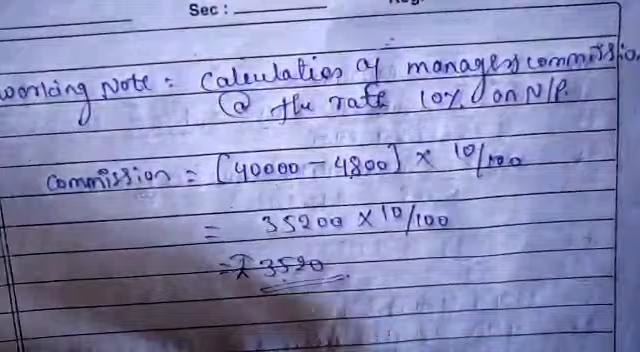 Sec :
Working Note : Calculation of managers commission
@ the rate 10% on N/P.
Commission = [40000 - 4800] × 10/100
= 35200 × 10/100
= ₹ 3520